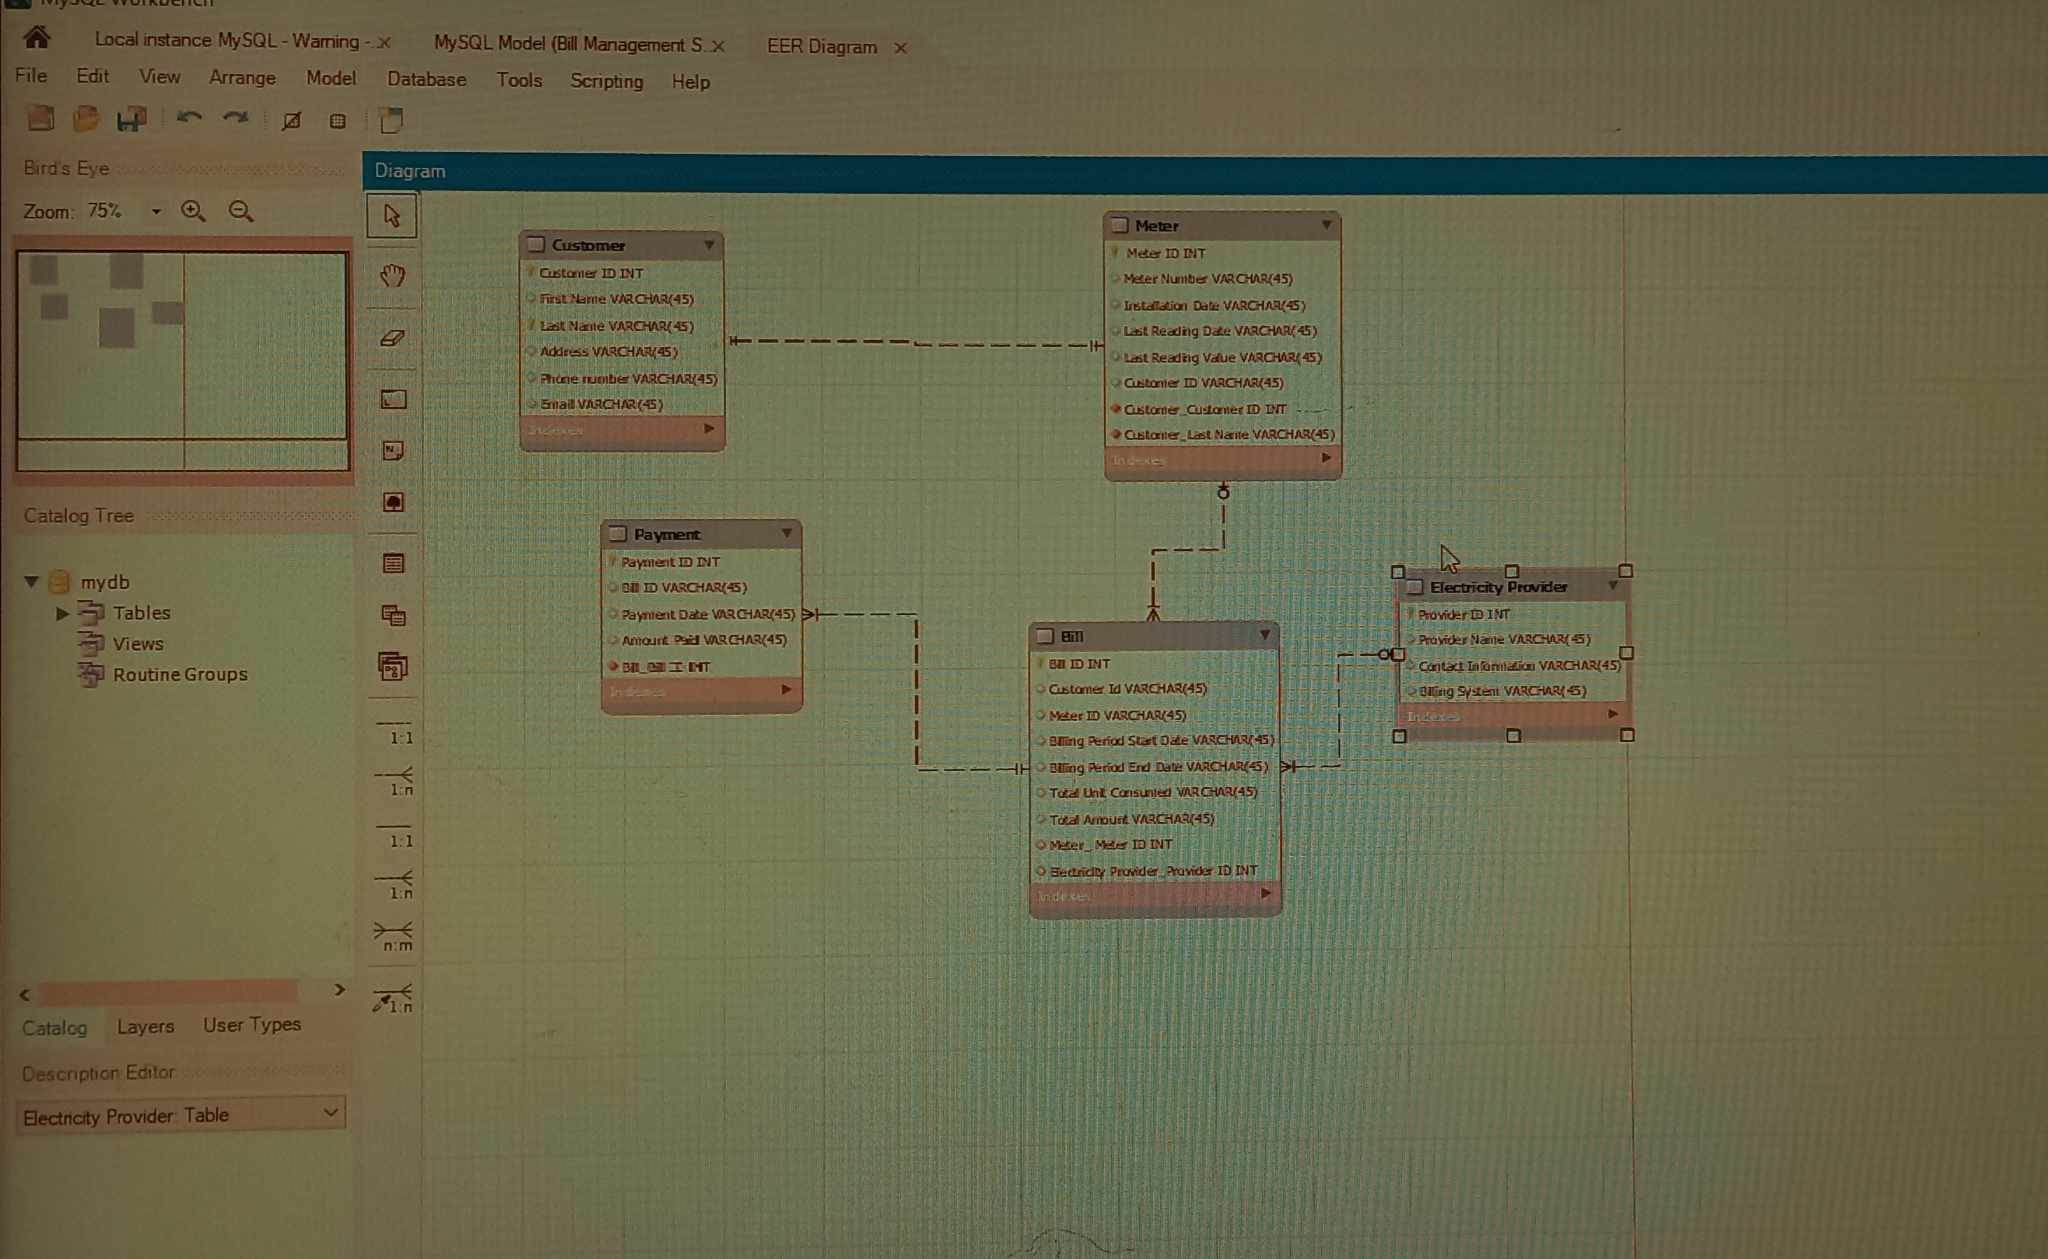 MySQL Workbench
Local instance MySQL - Warning - ..
MySQL Model (Bill Management S..
EER Diagram
File Edit View Arrange Model Database Tools Scripting Help
Bird's Eye
Zoom: 75%
Diagram
Customer
Customer ID INT
First Name VARCHAR(45)
Last Name VARCHAR(45)
Address VARCHAR(45)
Phone number VARCHAR(45)
Email VARCHAR(45)
Indexes
Meter
Meter ID INT
Meter Number VARCHAR(45)
Installation Date VARCHAR(45)
Last Reading Date VARCHAR(45)
Last Reading Value VARCHAR(45)
Customer ID VARCHAR(45)
Customer_Customer ID INT
Customer_Last Name VARCHAR(45)
Indexes
Payment
Payment ID INT
Bill ID VARCHAR(45)
Payment Date VARCHAR(45)
Amount Paid VARCHAR(45)
Bill_Bill INT
Indexes
Bill
Bill ID INT
Customer Id VARCHAR(45)
Meter ID VARCHAR(45)
Billing Period Start Date VARCHAR(45)
Billing Period End Date VARCHAR(45)
Total Unit Consumed VARCHAR(45)
Total Amount VARCHAR(45)
Meter_ Meter ID INT
Electricity Provider_Provider ID INT
Indexes
Electricity Provider
Provider ID INT
Provider Name VARCHAR(45)
Contact Information VARCHAR(45)
Billing System VARCHAR(45)
Indexes
Catalog Tree
mydb
Tables
Views
Routine Groups
1:1
1:n
1:1
1:n
n:m
1:n
Catalog Layers User Types
Description Editor
Electricity Provider: Table